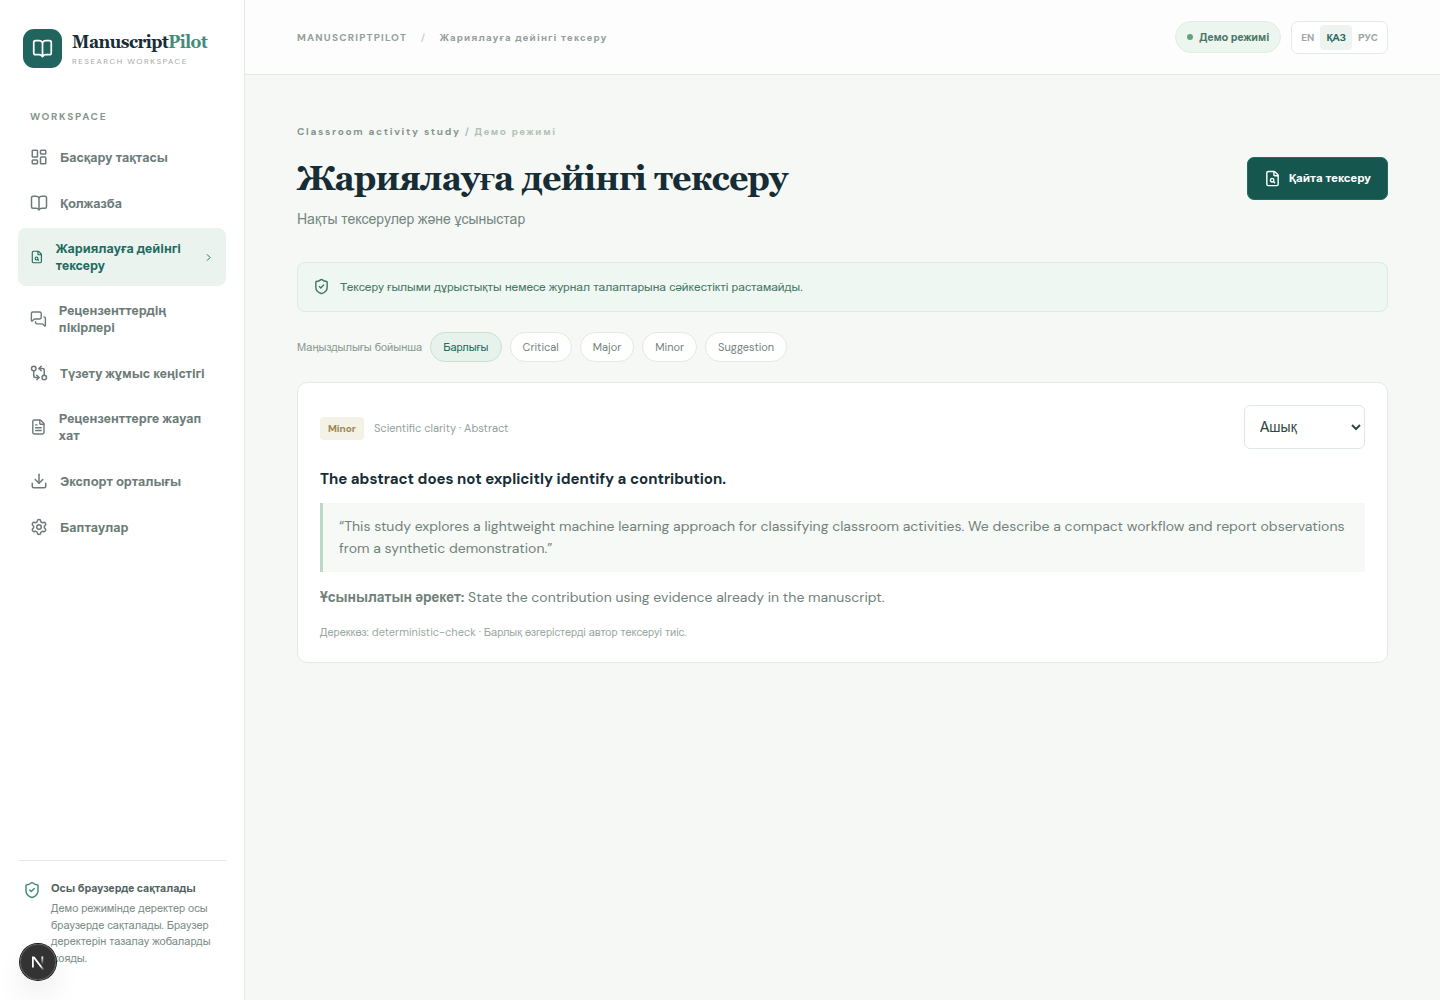 ManuscriptPilot
RESEARCH WORKSPACE
WORKSPACE
Басқару тақтасы
Қолжазба
Жариялауға дейінгі
тексеру
Рецензенттердің
пікірлері
Түзету жұмыс кеңістігі
Рецензенттерге жауап
хат
Экспорт орталығы
Баптаулар
Осы браузерде сақталады
Демо режимінде деректер осы
браузерде сақталады. Браузер
деректерін тазалау жобаларды
MANUSCRIPTPILOT / Жариялауға дейінгі тексеру
Демо режимі
EN ҚАЗ РУС
Classroom activity study / Демо режимі
Жариялауға дейінгі тексеру
Қайта тексеру
Нақты тексерулер және ұсыныстар
Тексеру ғылыми дұрыстықты немесе журнал талаптарына сәйкестікті растамайды.
Маңыздылығы бойынша Барлығы Critical Major Minor Suggestion
Minor Scientific clarity · Abstract
Ашық
The abstract does not explicitly identify a contribution.
“This study explores a lightweight machine learning approach for classifying classroom activities. We describe a compact workflow and report observations
from a synthetic demonstration.”
Ұсынылатын әрекет: State the contribution using evidence already in the manuscript.
Дереккөз: deterministic-check · Барлық өзгерістерді автор тексеруі тиіс.